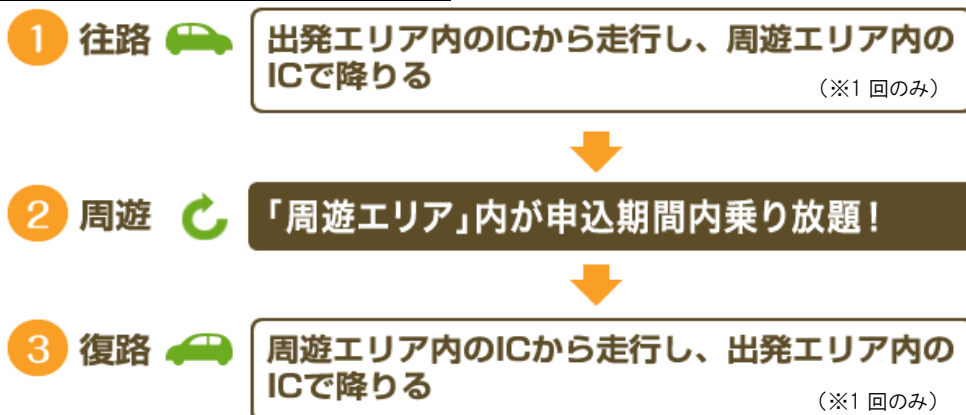 1 往路 出発エリア内のICから走行し、周遊エリア内の
ICで降りる
（※1 回のみ）
2 周遊 「周遊エリア」内が申込期間内乗り放題！
3 復路 周遊エリア内のICから走行し、出発エリア内の
ICで降りる
（※1 回のみ）